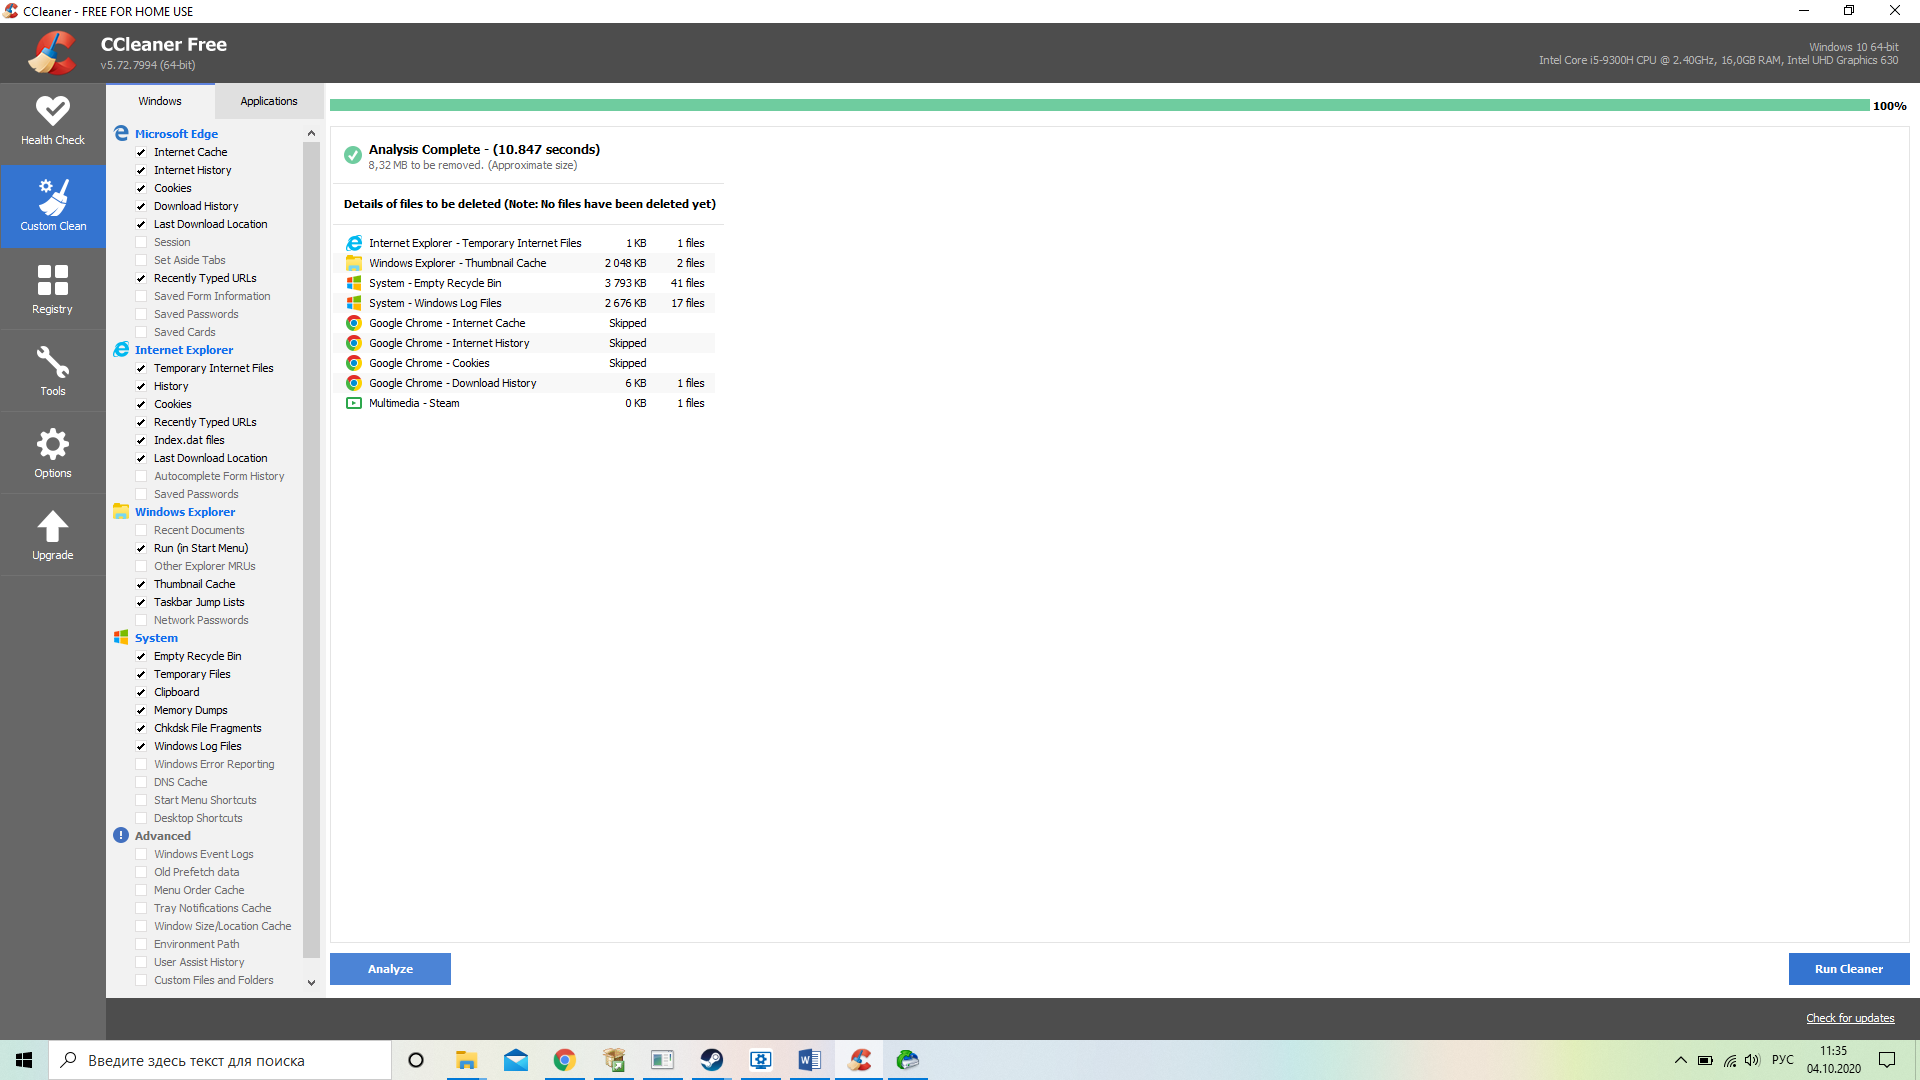 CCleaner - FREE FOR HOME USE
CCleaner Free
v5.72.7994 (64-bit)
Windows 10 64-bit
Intel Core i5-9300H CPU @ 2.40GHz, 16,0GB RAM, Intel UHD Graphics 630
Health Check
Custom Clean
Registry
Tools
Options
Upgrade
Windows
Applications
Microsoft Edge
Internet Cache
Internet History
Cookies
Download History
Last Download Location
Session
Set Aside Tabs
Recently Typed URLs
Saved Form Information
Saved Passwords
Saved Cards
Internet Explorer
Temporary Internet Files
History
Cookies
Recently Typed URLs
Index.dat files
Last Download Location
Autocomplete Form History
Saved Passwords
Windows Explorer
Recent Documents
Run (in Start Menu)
Other Explorer MRUs
Thumbnail Cache
Taskbar Jump Lists
Network Passwords
System
Empty Recycle Bin
Temporary Files
Clipboard
Memory Dumps
Chkdsk File Fragments
Windows Log Files
Windows Error Reporting
DNS Cache
Start Menu Shortcuts
Desktop Shortcuts
Advanced
Windows Event Logs
Old Prefetch data
Menu Order Cache
Tray Notifications Cache
Window Size/Location Cache
Environment Path
User Assist History
Custom Files and Folders
100%
Analysis Complete - (10.847 seconds)
8,32 MB to be removed. (Approximate size)
Details of files to be deleted (Note: No files have been deleted yet)
Internet Explorer - Temporary Internet Files 1 KB 1 files
Windows Explorer - Thumbnail Cache 2 048 KB 2 files
System - Empty Recycle Bin 3 793 KB 41 files
System - Windows Log Files 2 676 KB 17 files
Google Chrome - Internet Cache Skipped
Google Chrome - Internet History Skipped
Google Chrome - Cookies Skipped
Google Chrome - Download History 6 KB 1 files
Multimedia - Steam 0 KB 1 files
Analyze
Run Cleaner
Check for updates
Введите здесь текст для поиска
РУС
11:35
04.10.2020